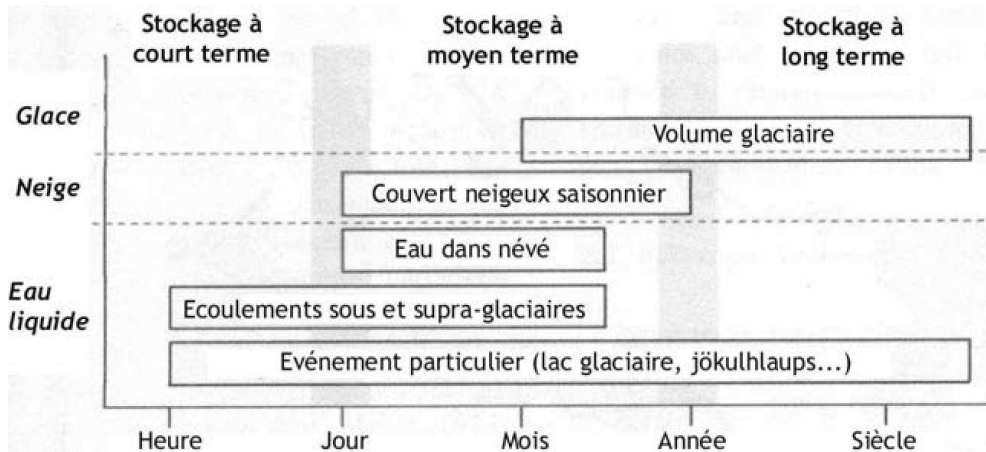 Stockage à
court terme
Stockage à
moyen terme
Stockage à
long terme
Glace
Volume glaciaire
Neige
Couvert neigeux saisonnier
Eau dans névé
Eau
liquide
Ecoulements sous et supra-glaciaires
Evénement particulier (lac glaciaire, jökulhlaups...)
Heure
Jour
Mois
Année
Siècle